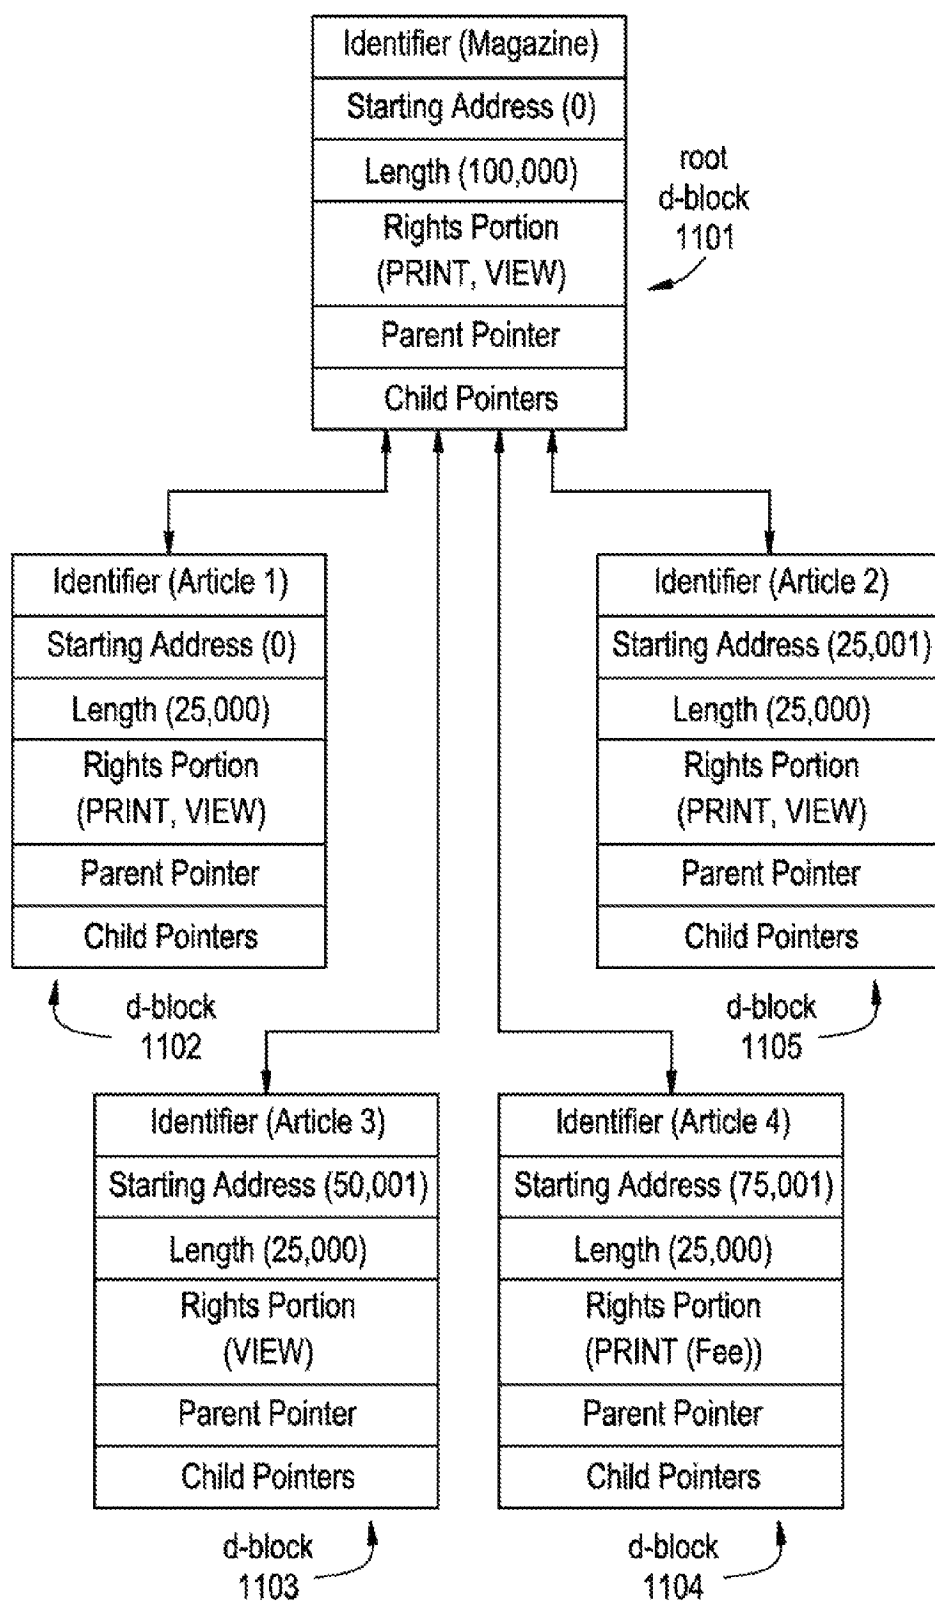 Identifier (Magazine)
Starting Address (0)
Length (100,000)
Rights Portion
(PRINT, VIEW)
Parent Pointer
Child Pointers
root
d-block
1101
Identifier (Article 1)
Starting Address (0)
Length (25,000)
Rights Portion
(PRINT, VIEW)
Parent Pointer
Child Pointers
d-block
1102
Identifier (Article 2)
Starting Address (25,001)
Length (25,000)
Rights Portion
(PRINT, VIEW)
Parent Pointer
Child Pointers
d-block
1105
Identifier (Article 3)
Starting Address (50,001)
Length (25,000)
Rights Portion
(VIEW)
Parent Pointer
Child Pointers
d-block
1103
Identifier (Article 4)
Starting Address (75,001)
Length (25,000)
Rights Portion
(PRINT (Fee))
Parent Pointer
Child Pointers
d-block
1104